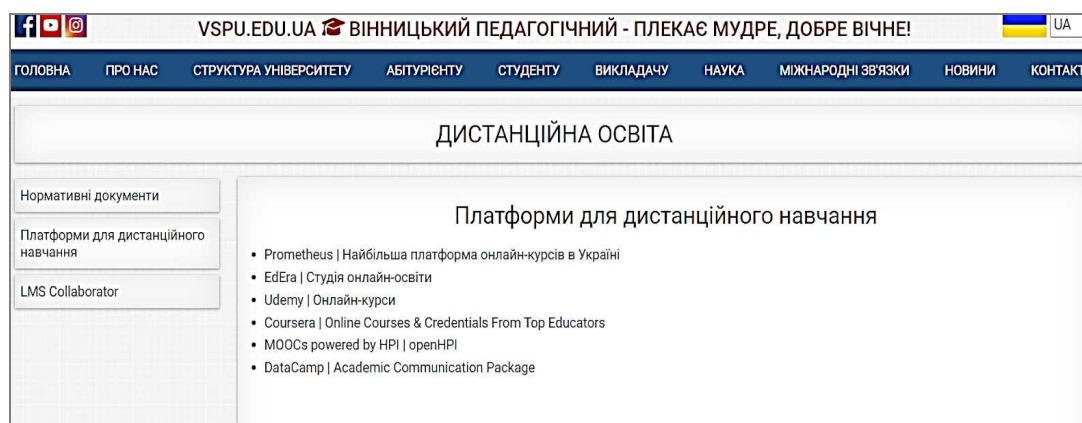 VSPU.EDU.UA ВІННИЦЬКИЙ ПЕДАГОГІЧНИЙ - ПЛЕКАЄ МУДРЕ, ДОБРЕ ВІЧНЕ!
UA
ГОЛОВНА ПРО НАС СТРУКТУРА УНІВЕРСИТЕТУ АБІТУРІЄНТУ СТУДЕНТУ ВИКЛАДАЧУ НАУКА МІЖНАРОДНІ ЗВ'ЯЗКИ НОВИНИ КОНТАКТ
ДИСТАНЦІЙНА ОСВІТА
Нормативні документи
Платформи для дистанційного
навчання
LMS Collaborator
Платформи для дистанційного навчання
• Prometheus | Найбільша платформа онлайн-курсів в Україні
• EdEra | Студія онлайн-освіти
• Udemy | Онлайн-курси
• Coursera | Online Courses & Credentials From Top Educators
• MOOCs powered by HPI | openHPI
• DataCamp | Academic Communication Package